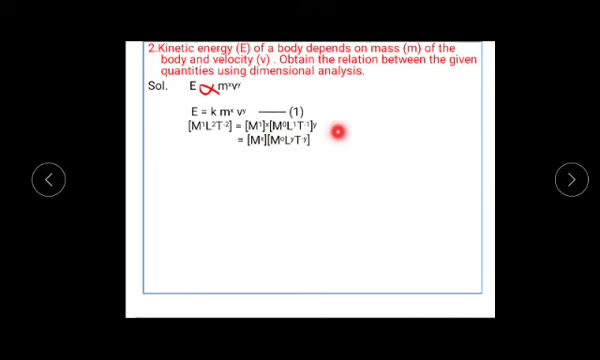 2.Kinetic energy (E) of a body depends on mass (m) of the
body and velocity (v) . Obtain the relation between the given
quantities using dimensional analysis.
Sol. E ∝ mˣvʸ
E = k mˣ vʸ ——— (1)
[M¹L²T⁻²] = [M¹]ˣ[M⁰L¹T⁻¹]ʸ
= [Mˣ][M⁰LʸT⁻ʸ]